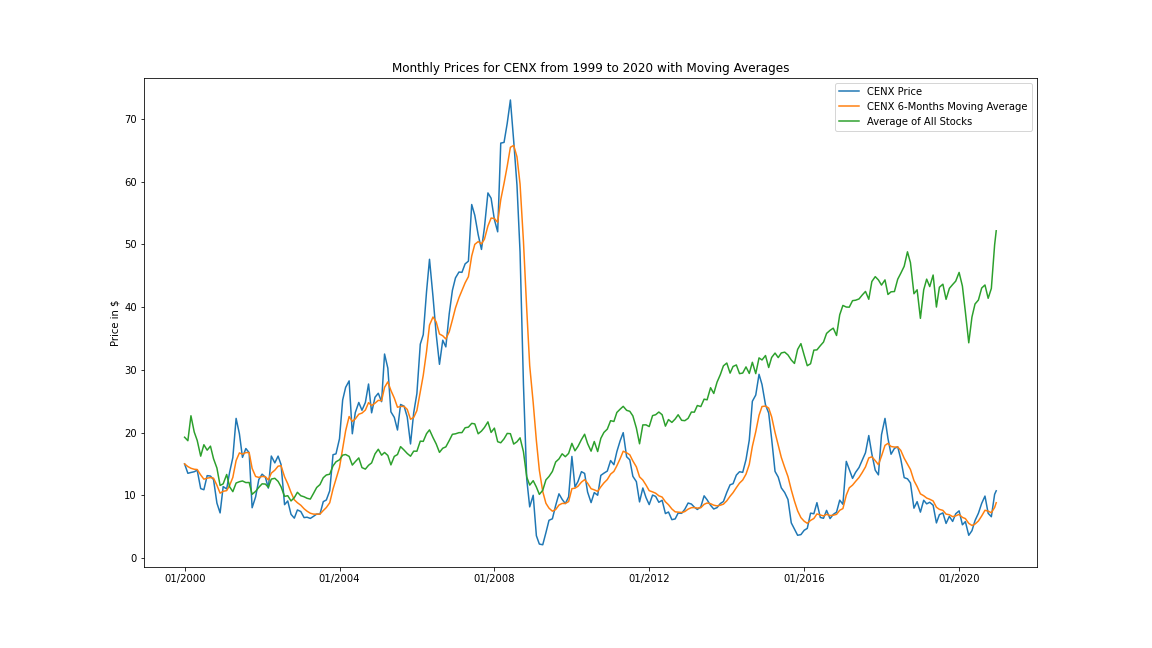 Monthly Prices for CENX from 1999 to 2020 with Moving Averages
CENX Price
CENX 6-Months Moving Average
Average of All Stocks
Price in $
70
60
50
40
30
20
10
0
01/2000
01/2004
01/2008
01/2012
01/2016
01/2020